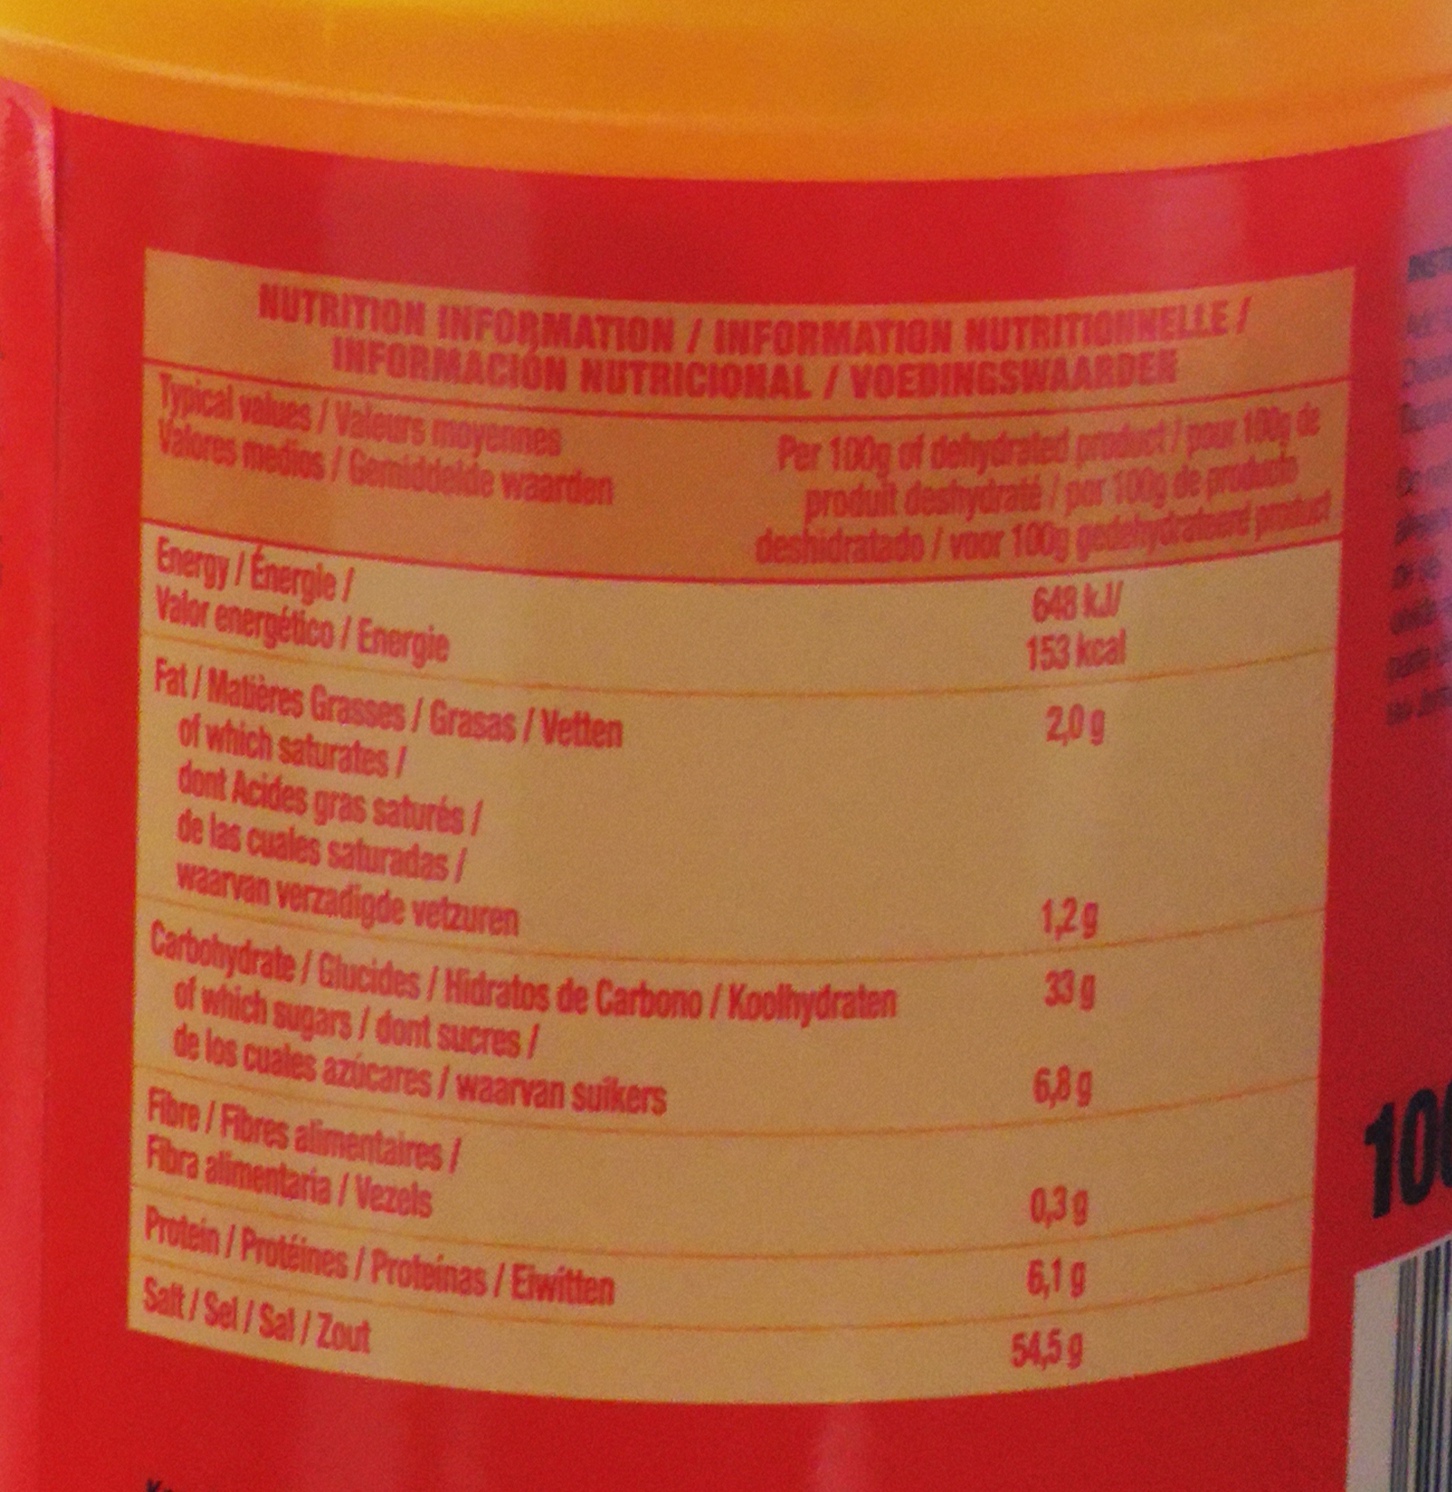 NUTRITION INFORMATION / INFORMATION NUTRITIONNELLE /
INFORMACIÓN NUTRICIONAL / VOEDINGSWAARDEN
Typical values / Valeurs moyennes
Valores medios / Gemiddelde waarden
Per 100g of dehydrated product / pour 100g de
produit deshydraté / por 100g de producto
deshidratado / voor 100g gedehydrateerd product
Energy / Énergie /
Valor energético / Energie
648 kJ/
153 kcal
Fat / Matières Grasses / Grasas / Vetten 2,0 g
of which saturates /
dont Acides gras saturés /
de las cuales saturadas /
waarvan verzadigde vetzuren 1,2 g
Carbohydrate / Glucides / Hidratos de Carbono / Koolhydraten 33 g
of which sugars / dont sucres /
de los cuales azúcares / waarvan suikers 6,8 g
Fibre / Fibres alimentaires /
Fibra alimentaria / Vezels 0,3 g
Protein / Protéines / Proteínas / Eiwitten 6,1 g
Salt / Sel / Sal / Zout 54,5 g